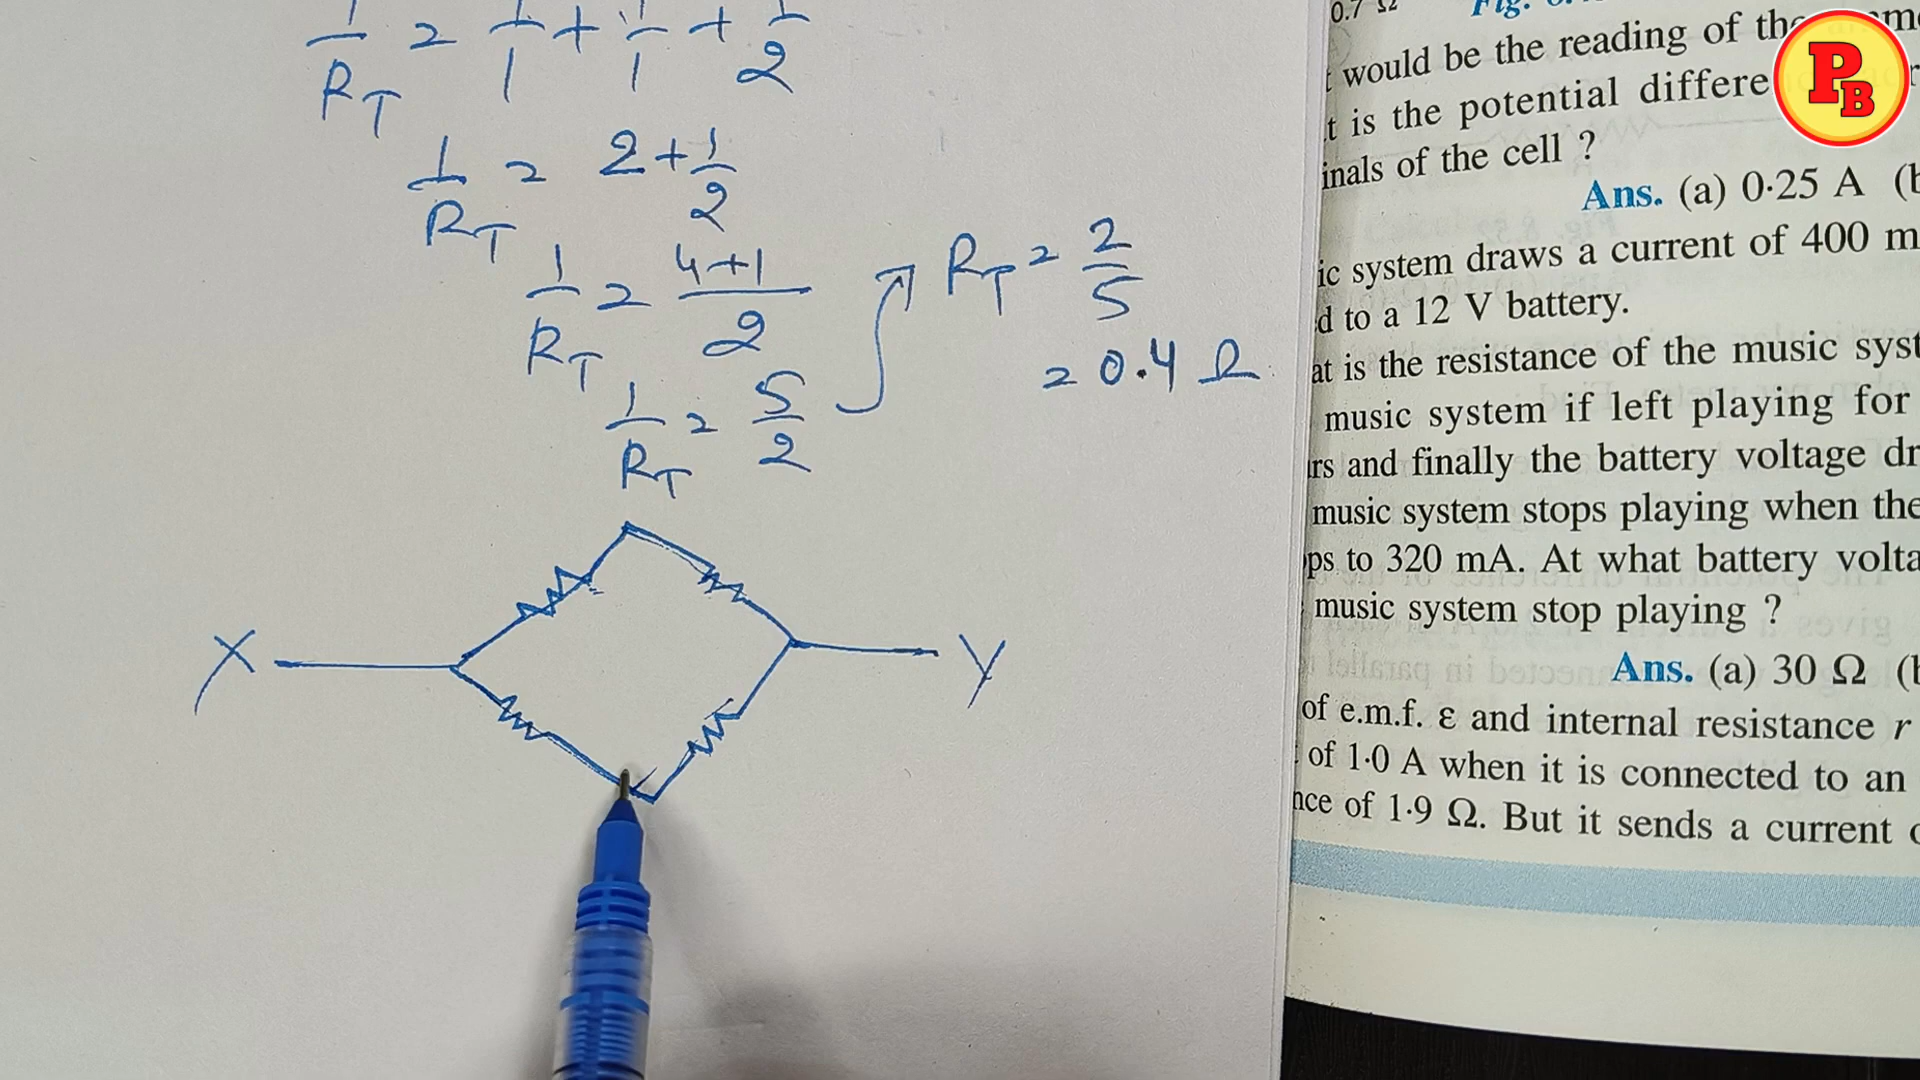 1/R_T = 1/1 + 1/1 + 1/2
1/R_T = 2 + 1/2
1/R_T = 4+1/2
1/R_T = 5/2
R_T = 2/5
= 0.4 Ω
X
Y
0.7 Ω Fig.
would be the reading of the
t is the potential differe
inals of the cell ?
Ans. (a) 0·25 A (b
ic system draws a current of 400 m
d to a 12 V battery.
at is the resistance of the music syst
music system if left playing for
urs and finally the battery voltage dr
music system stops playing when the
ps to 320 mA. At what battery volta
music system stop playing ?
Ans. (a) 30 Ω (b
of e.m.f. ε and internal resistance r
of 1·0 A when it is connected to an
nce of 1·9 Ω. But it sends a current o
PB